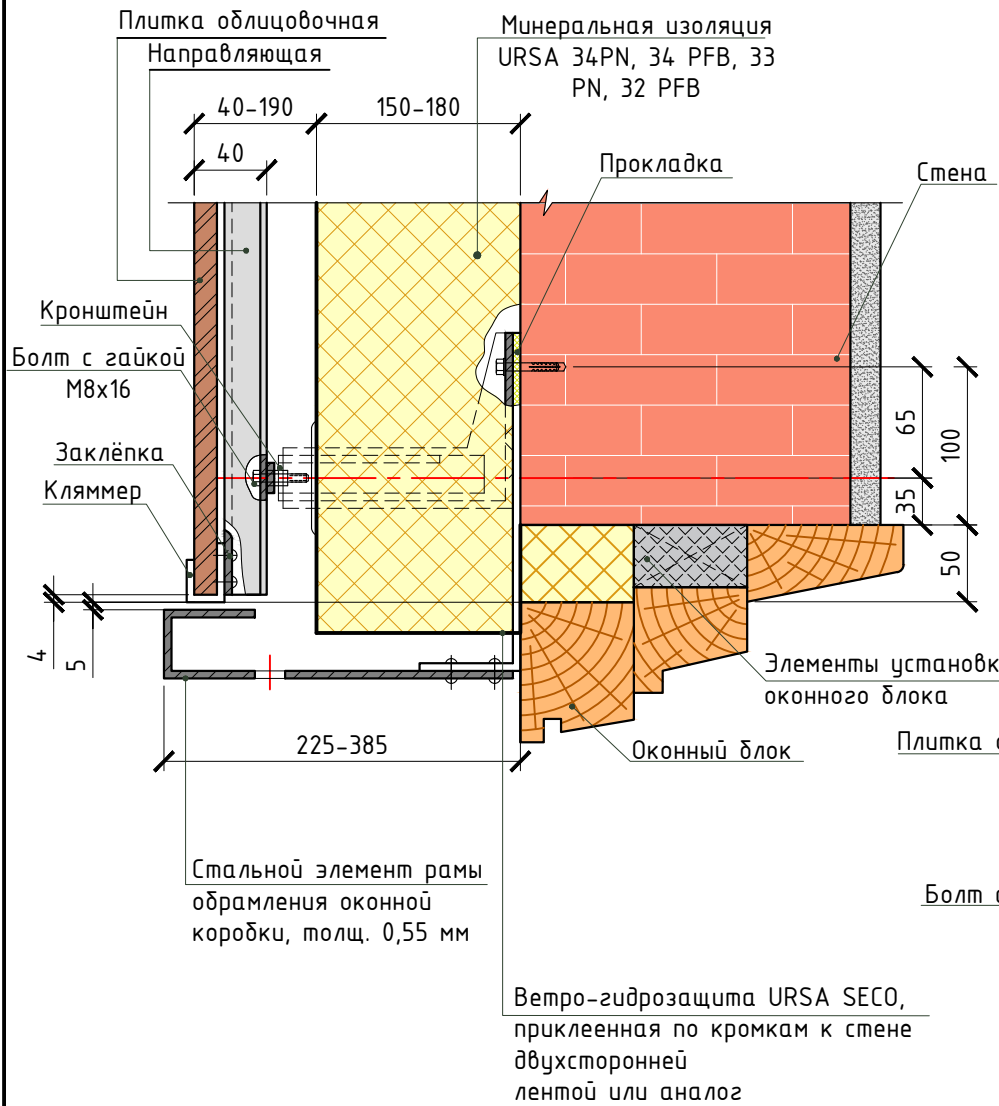 Плитка облицовочная
Направляющая
Минеральная изоляция
URSA 34PN, 34 PFB, 33
PN, 32 PFB
40-190
150-180
40
Прокладка
Стена
Кронштейн
Болт с гайкой
М8х16
Заклёпка
Кляммер
65
100
35
50
4
5
Элементы установк
оконного блока
225-385
Оконный блок
Плитка о
Стальной элемент рамы
обрамления оконной
коробки, толщ. 0,55 мм
Болт с
Ветро-гидрозащита URSA SECO,
приклеенная по кромкам к стене
двухсторонней
лентой или аналог